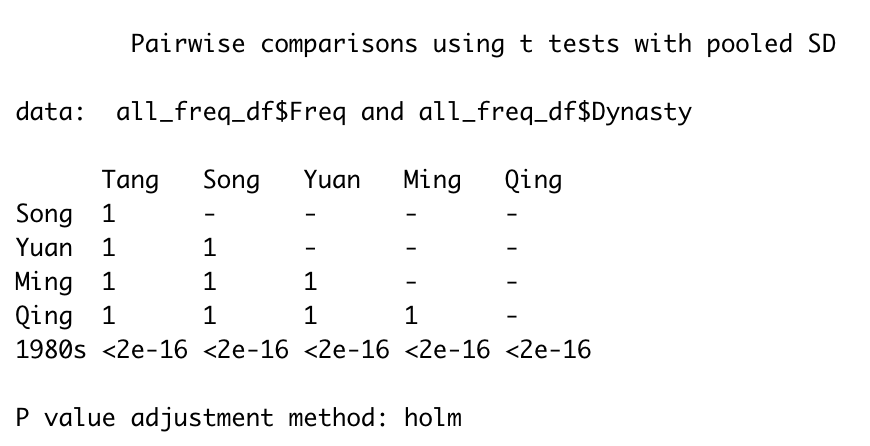 Pairwise comparisons using t tests with pooled SD
data:  all_freq_df$Freq and all_freq_df$Dynasty
      Tang   Song   Yuan   Ming   Qing
Song  1      -      -      -      -
Yuan  1      1      -      -      -
Ming  1      1      1      -      -
Qing  1      1      1      1      -
1980s <2e-16 <2e-16 <2e-16 <2e-16 <2e-16
P value adjustment method: holm